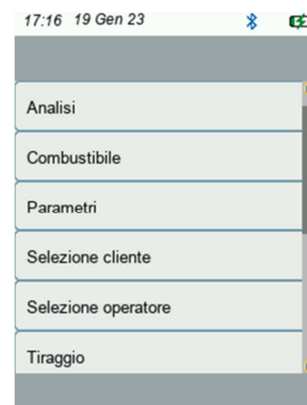 17:16 19 Gen 23
Analisi
Combustibile
Parametri
Selezione cliente
Selezione operatore
Tiraggio